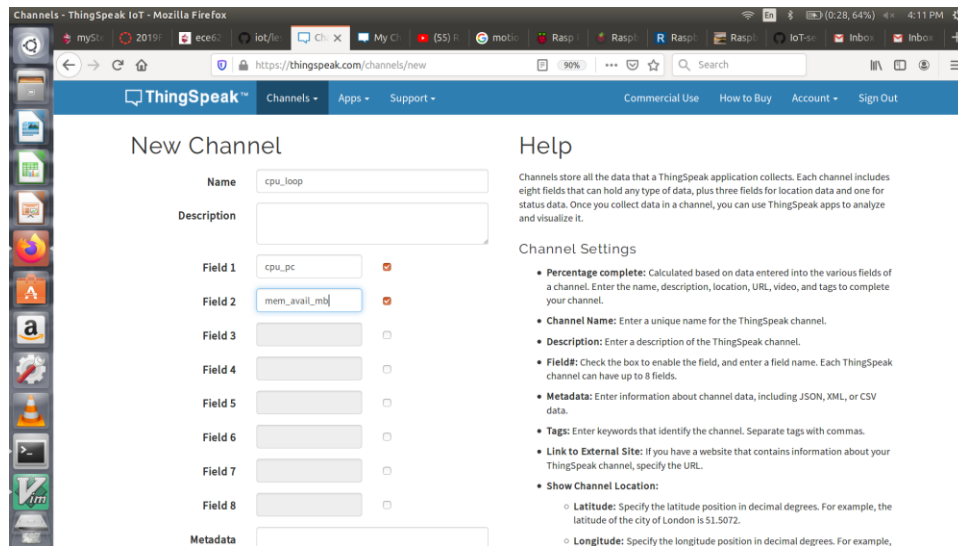 Channels - ThingSpeak IoT - Mozilla Firefox
En (0:28, 64%) 4:11 PM
mySt 2019F ece62 iot/le Ch My Ch (55) R motio Rasp Raspb Raspb Raspb IoT-se Inbox Inbox
https://thingspeak.com/channels/new 90% Search
ThingSpeak™ Channels Apps Support Commercial Use How to Buy Account Sign Out
New Channel
Name cpu_loop
Description
Field 1 cpu_pc
Field 2 mem_avail_mb
Field 3
Field 4
Field 5
Field 6
Field 7
Field 8
Metadata
Help
Channels store all the data that a ThingSpeak application collects. Each channel includes
eight fields that can hold any type of data, plus three fields for location data and one for
status data. Once you collect data in a channel, you can use ThingSpeak apps to analyze
and visualize it.
Channel Settings
• Percentage complete: Calculated based on data entered into the various fields of
a channel. Enter the name, description, location, URL, video, and tags to complete
your channel.
• Channel Name: Enter a unique name for the ThingSpeak channel.
• Description: Enter a description of the ThingSpeak channel.
• Field#: Check the box to enable the field, and enter a field name. Each ThingSpeak
channel can have up to 8 fields.
• Metadata: Enter information about channel data, including JSON, XML, or CSV
data.
• Tags: Enter keywords that identify the channel. Separate tags with commas.
• Link to External Site: If you have a website that contains information about your
ThingSpeak channel, specify the URL.
• Show Channel Location:
○ Latitude: Specify the latitude position in decimal degrees. For example, the
latitude of the city of London is 51.5072.
○ Longitude: Specify the longitude position in decimal degrees. For example,